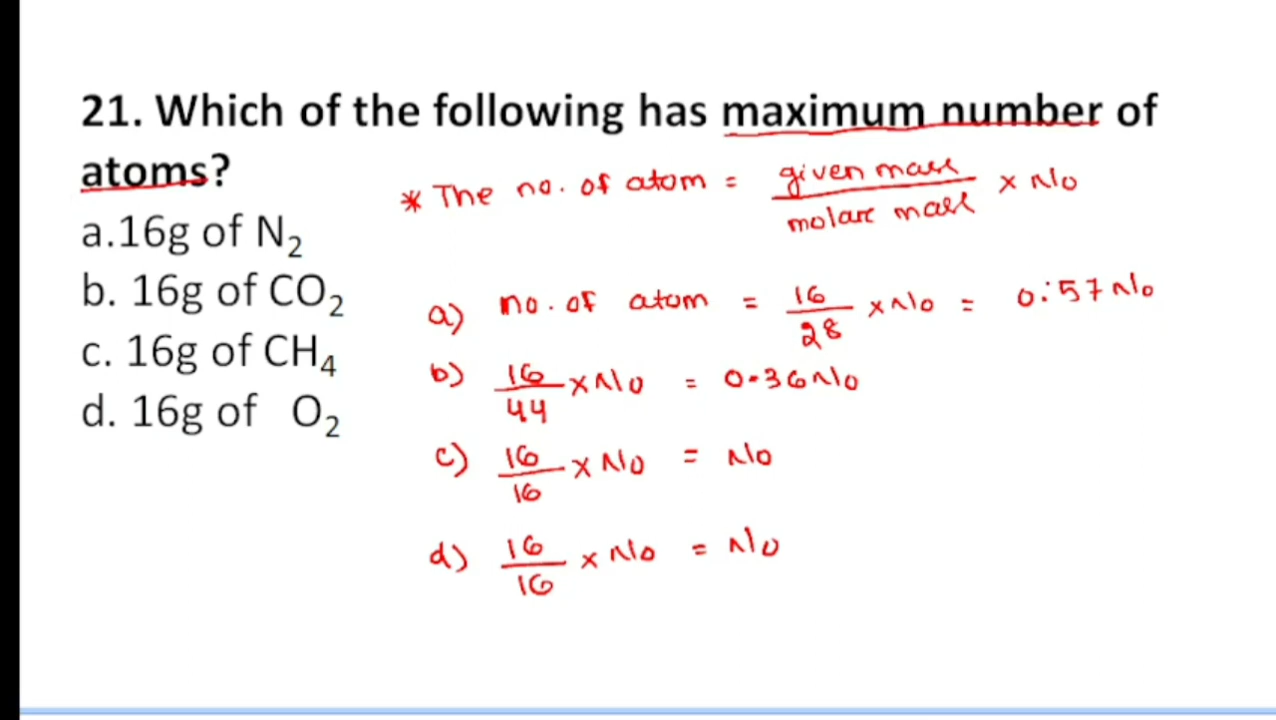 21. Which of the following has maximum number of
atoms?
* The no. of atom = given mass / molar mass × No
a.16g of N₂
b. 16g of CO₂
c. 16g of CH₄
d. 16g of O₂
a) no. of atom = 16/28 × No = 0.57 No
b) 16/44 × No = 0.36 No
c) 16/16 × No = No
d) 16/16 × No = No